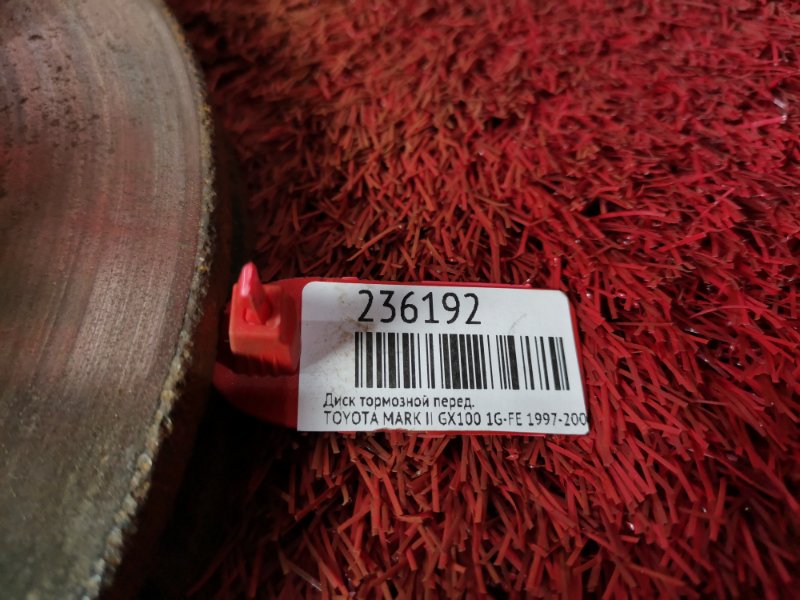 236192
Диск тормозной перед.
TOYOTA MARK II GX100 1G-FE 1997-200